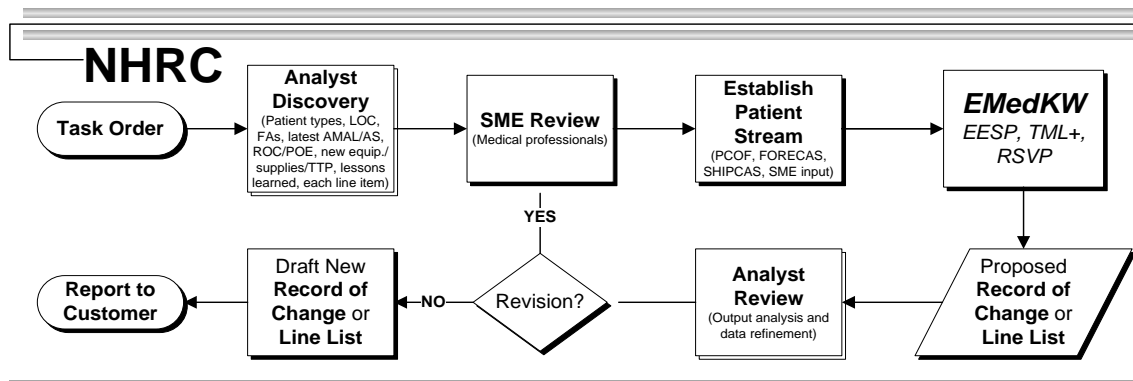 NHRC
Task Order
Analyst
Discovery
(Patient types, LOC,
FAs, latest AMAL/AS,
ROC/POE, new equip./
supplies/TTP, lessons
learned, each line item)
SME Review
(Medical professionals)
Establish
Patient
Stream
(PCOF, FORECAS,
SHIPCAS, SME input)
EMedKW
EESP, TML+,
RSVP
Proposed
Record of
Change or
Line List
Analyst
Review
(Output analysis and
data refinement)
Revision?
YES
NO
Draft New
Record of
Change or
Line List
Report to
Customer